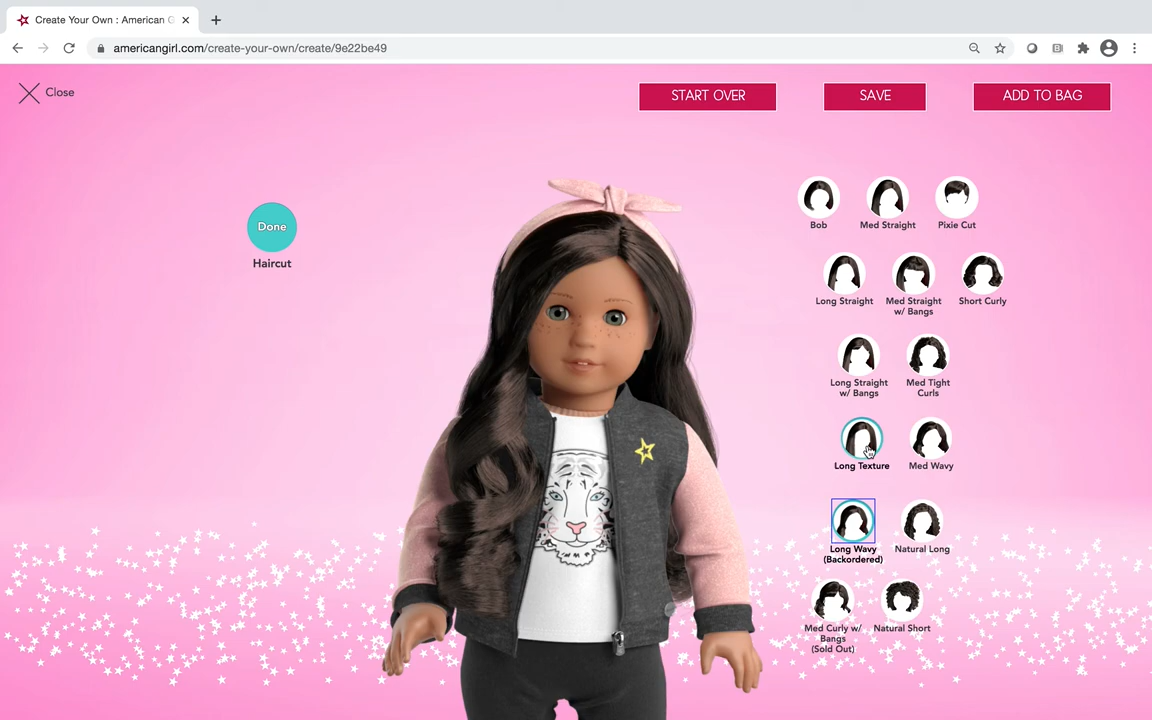 Create Your Own : American G
americangirl.com/create-your-own/create/9e22be49
Close
START OVER
SAVE
ADD TO BAG
Done
Haircut
Bob
Med Straight
Pixie Cut
Long Straight
Med Straight
w/ Bangs
Short Curly
Long Straight
w/ Bangs
Med Tight
Curls
Long Texture
Med Wavy
Long Wavy
(Backordered)
Natural Long
Med Curly w/
Bangs
(Sold Out)
Natural Short